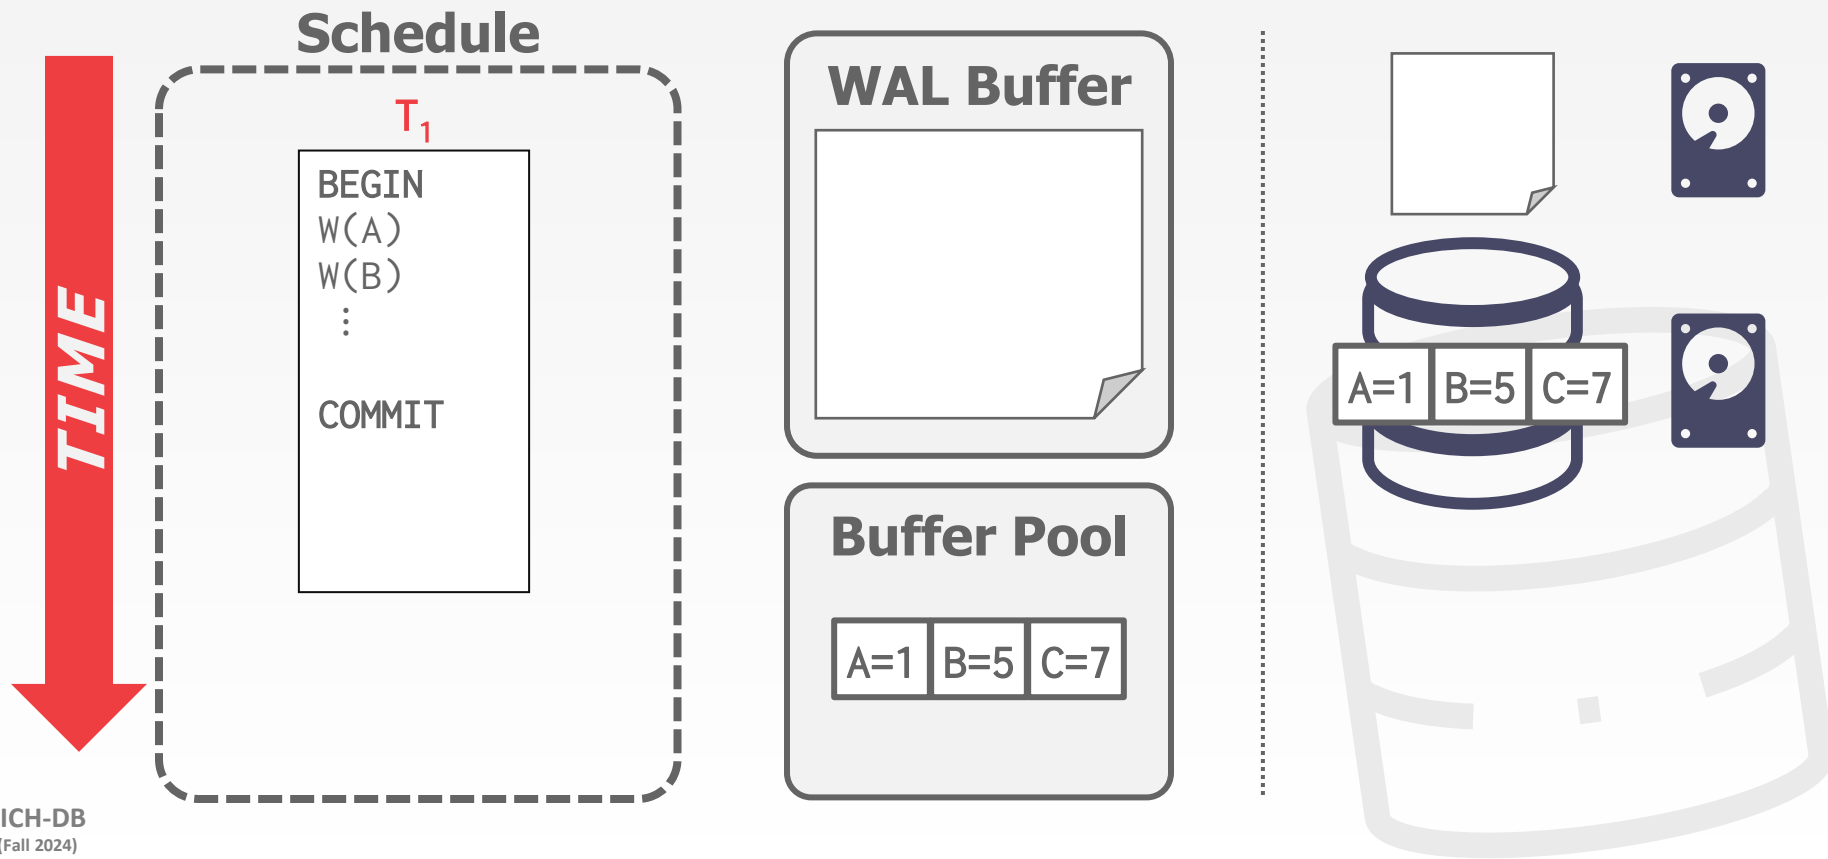 Schedule
TIME
T1
BEGIN
W(A)
W(B)
⋮
COMMIT
WAL Buffer
Buffer Pool
A=1 B=5 C=7
A=1 B=5 C=7
ICH-DB
(Fall 2024)